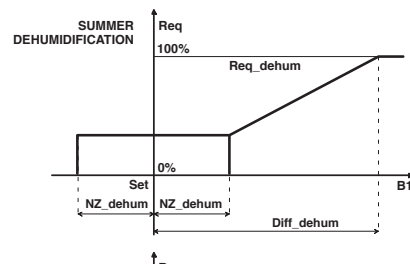 SUMMER
DEHUMIDIFICATION
Req
100%
Req_dehum
0%
Set
B1
NZ_dehum
NZ_dehum
Diff_dehum